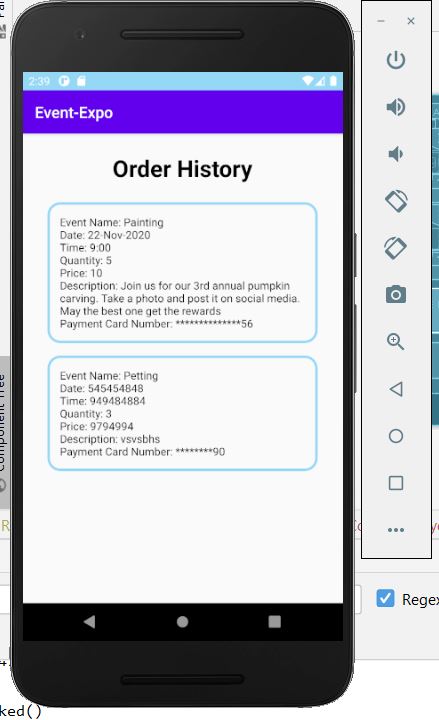 2:39
Event-Expo
Order History
Event Name: Painting
Date: 22-Nov-2020
Time: 9:00
Quantity: 5
Price: 10
Description: Join us for our 3rd annual pumpkin
carving. Take a photo and post it on social media.
May the best one get the rewards
Payment Card Number: **************56
Event Name: Petting
Date: 545454848
Time: 949484884
Quantity: 3
Price: 9794994
Description: vsvsbhs
Payment Card Number: ********90
Component Tree
Regex
ked()